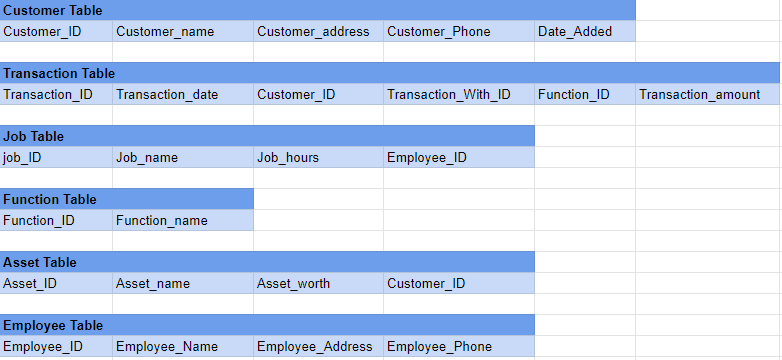 Customer Table
Customer_ID Customer_name Customer_address Customer_Phone Date_Added
Transaction Table
Transaction_ID Transaction_date Customer_ID Transaction_With_ID Function_ID Transaction_amount
Job Table
job_ID Job_name Job_hours Employee_ID
Function Table
Function_ID Function_name
Asset Table
Asset_ID Asset_name Asset_worth Customer_ID
Employee Table
Employee_ID Employee_Name Employee_Address Employee_Phone